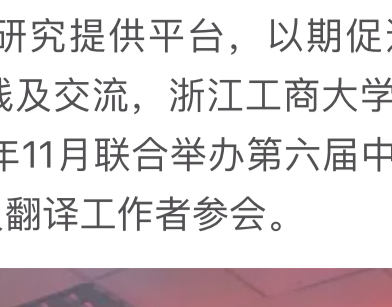 研究提供平台，以期促
及交流，浙江工商大学
年11月联合举办第六届中
翻译工作者参会。